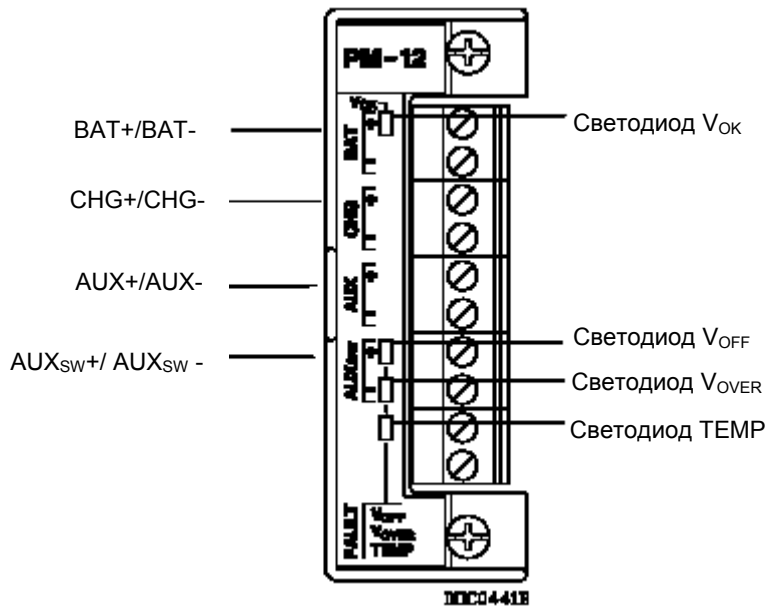 PM-12
BAT+/BAT-
CHG+/CHG-
AUX+/AUX-
AUXSW+/ AUXSW -
VOK
BAT
+
-
CHG
+
-
AUX
+
-
AUXSW
+
-
Светодиод VOK
Светодиод VOFF
Светодиод VOVER
Светодиод TEMP
FAULT
VOFF
VOVER
TEMP